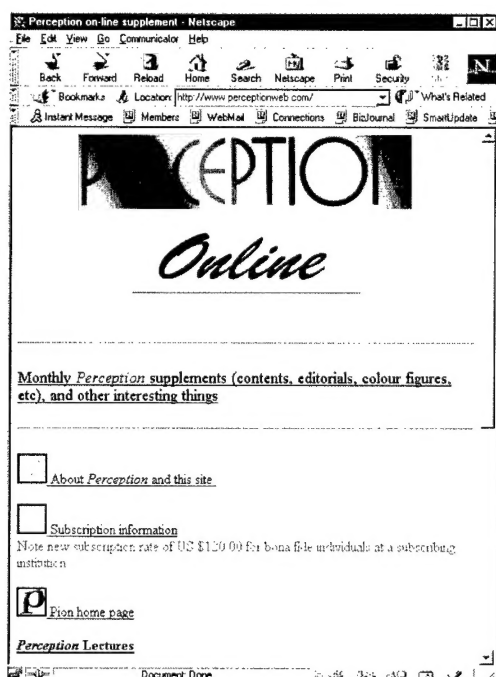 Perception on-line supplement - Netscape
File Edit View Go Communicator Help
Back Forward Reload Home Search Netscape Print Security
Bookmarks Location: http://www.perceptionweb.com/ What's Related
Instant Message Members WebMail Connections BizJournal SmartUpdate
PERCEPTION
Online
Monthly Perception supplements (contents, editorials, colour figures,
etc), and other interesting things
About Perception and this site
Subscription information
Note new subscription rate of US $120.00 for bona fide individuals at a subscribing
institution
p Pion home page
Perception Lectures
Document: Done